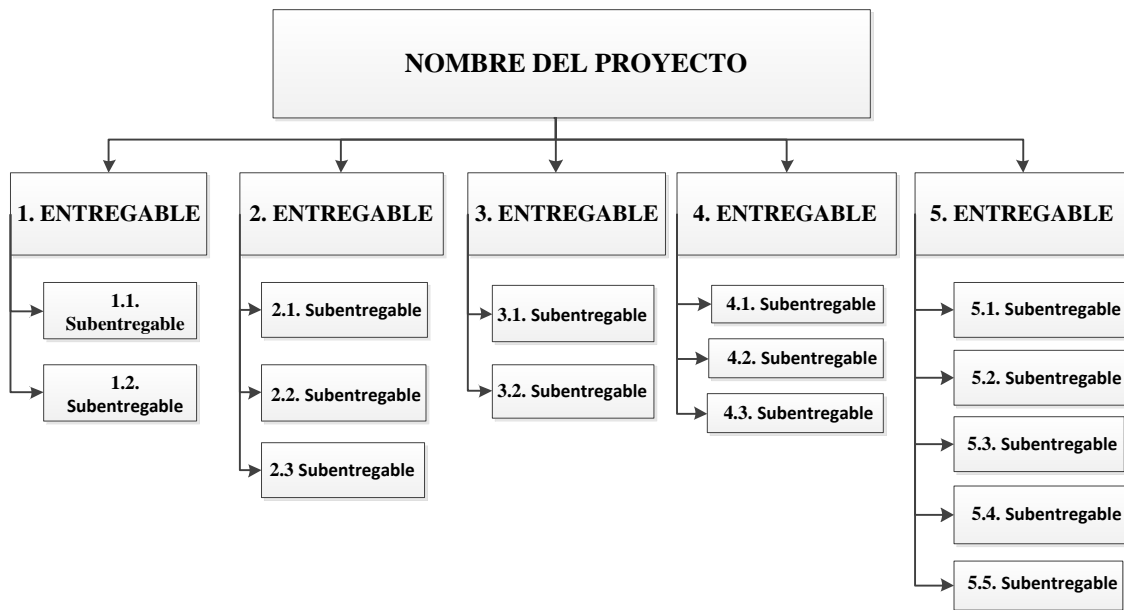 NOMBRE DEL PROYECTO
1. ENTREGABLE
2. ENTREGABLE
3. ENTREGABLE
4. ENTREGABLE
5. ENTREGABLE
1.1.
Subentregable
1.2.
Subentregable
2.1. Subentregable
2.2. Subentregable
2.3 Subentregable
3.1. Subentregable
3.2. Subentregable
4.1. Subentregable
4.2. Subentregable
4.3. Subentregable
5.1. Subentregable
5.2. Subentregable
5.3. Subentregable
5.4. Subentregable
5.5. Subentregable